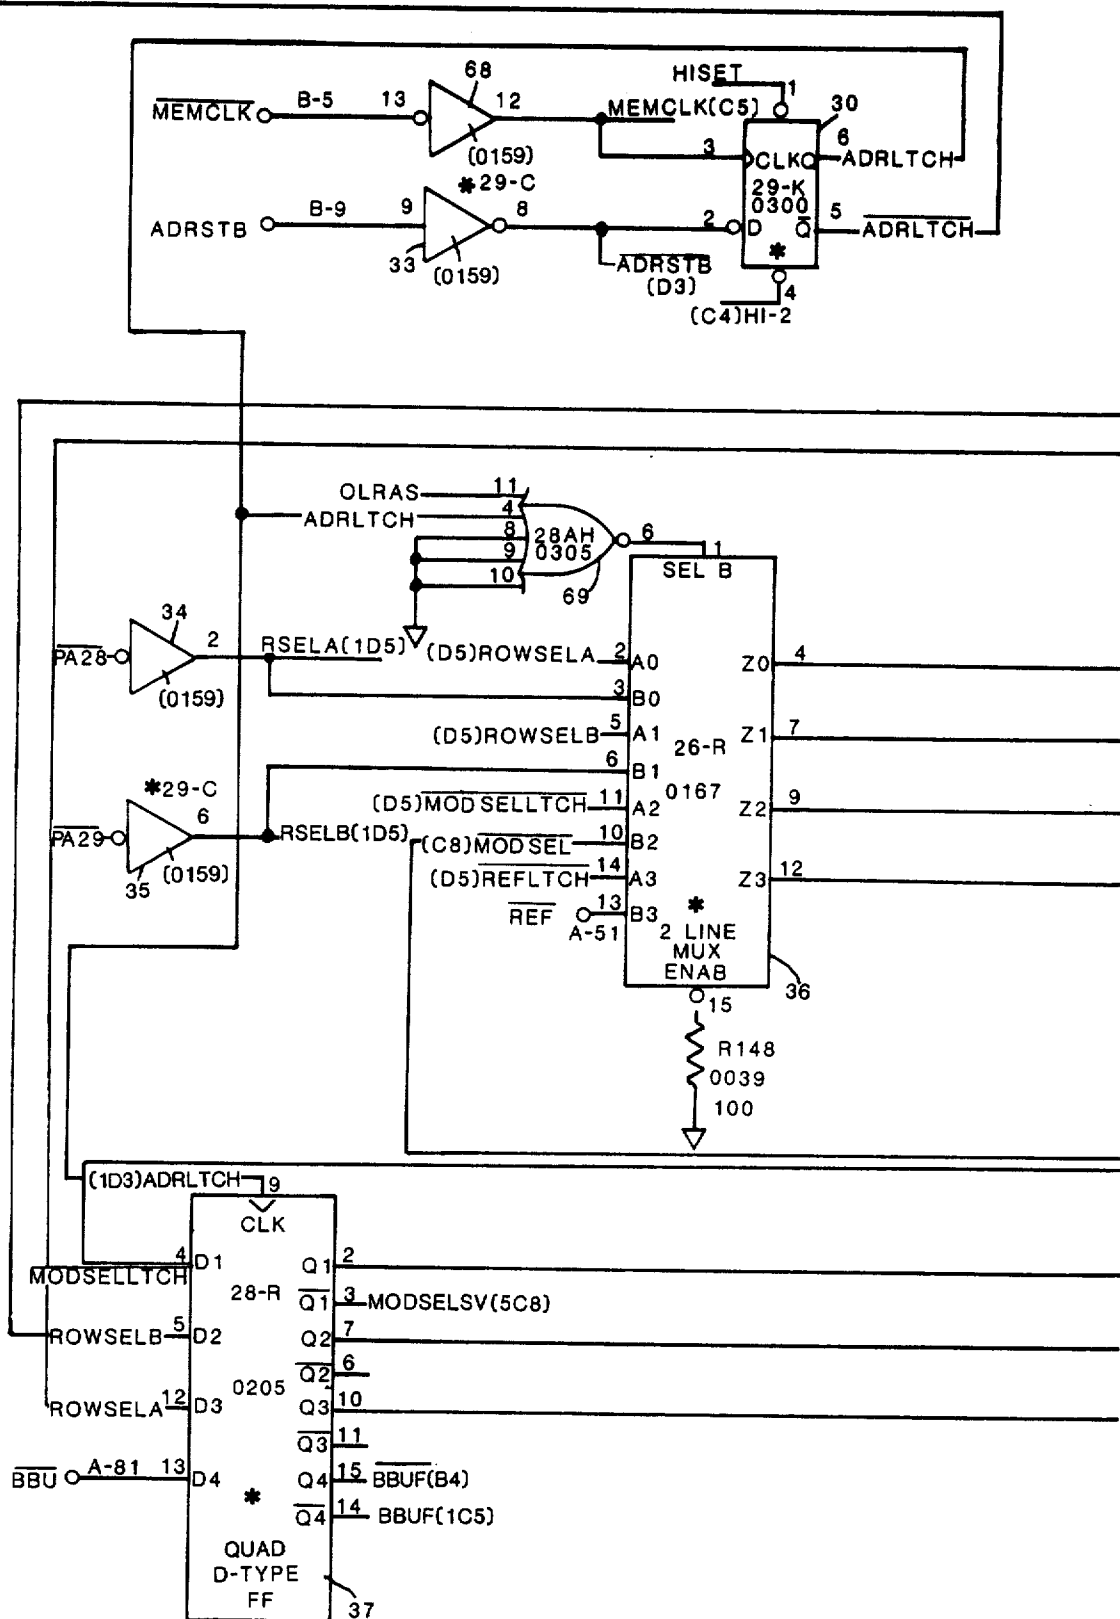 HISET 1
68
30
MEMCLK B-5 13 12 MEMCLK(C5) 6
(0159) 3 CLK Q ADRLTCH
*29-C 29-K
0300
ADRSTB B-9 9 8 2 D Q 5 ADRLTCH
33 (0159) *
ADRSTB
(D3)
4
(C4)HI-2
OLRAS 11
ADRLTCH 4
8 28AH 6
9 0305 1
10 SEL B
69
34
PA28 2 RSELA(1D5) (D5)ROWSELA 2 A0 Z0 4
(0159) 3 B0
(D5)ROWSELB 5 A1 26-R Z1 7
*29-C 6 B1
0167
PA29 6 RSELB(1D5) (D5)MODSELLTCH 11 A2 Z2 9
(C8)MODSEL 10 B2
35 (0159) (D5)REFLTCH 14 A3 Z3 12
REF A-51 13 B3 *
2 LINE
MUX
ENAB
36
15
R148
0039
100
(1D3)ADRLTCH 9
CLK
MODSELLTCH 4 D1 Q1 2
28-R
Q1 3 MODSELSV(5C8)
ROWSELB 5 D2 Q2 7
Q2 6
0205
ROWSELA 12 D3 Q3 10
Q3 11
BBU A-81 13 D4 Q4 15 BBUF(B4)
*
Q4 14 BBUF(1C5)
QUAD
D-TYPE
FF
37